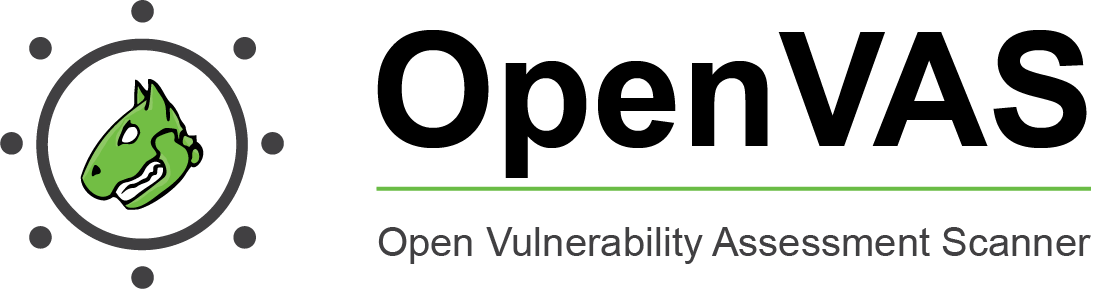 OpenVAS
Open Vulnerability Assessment Scanner